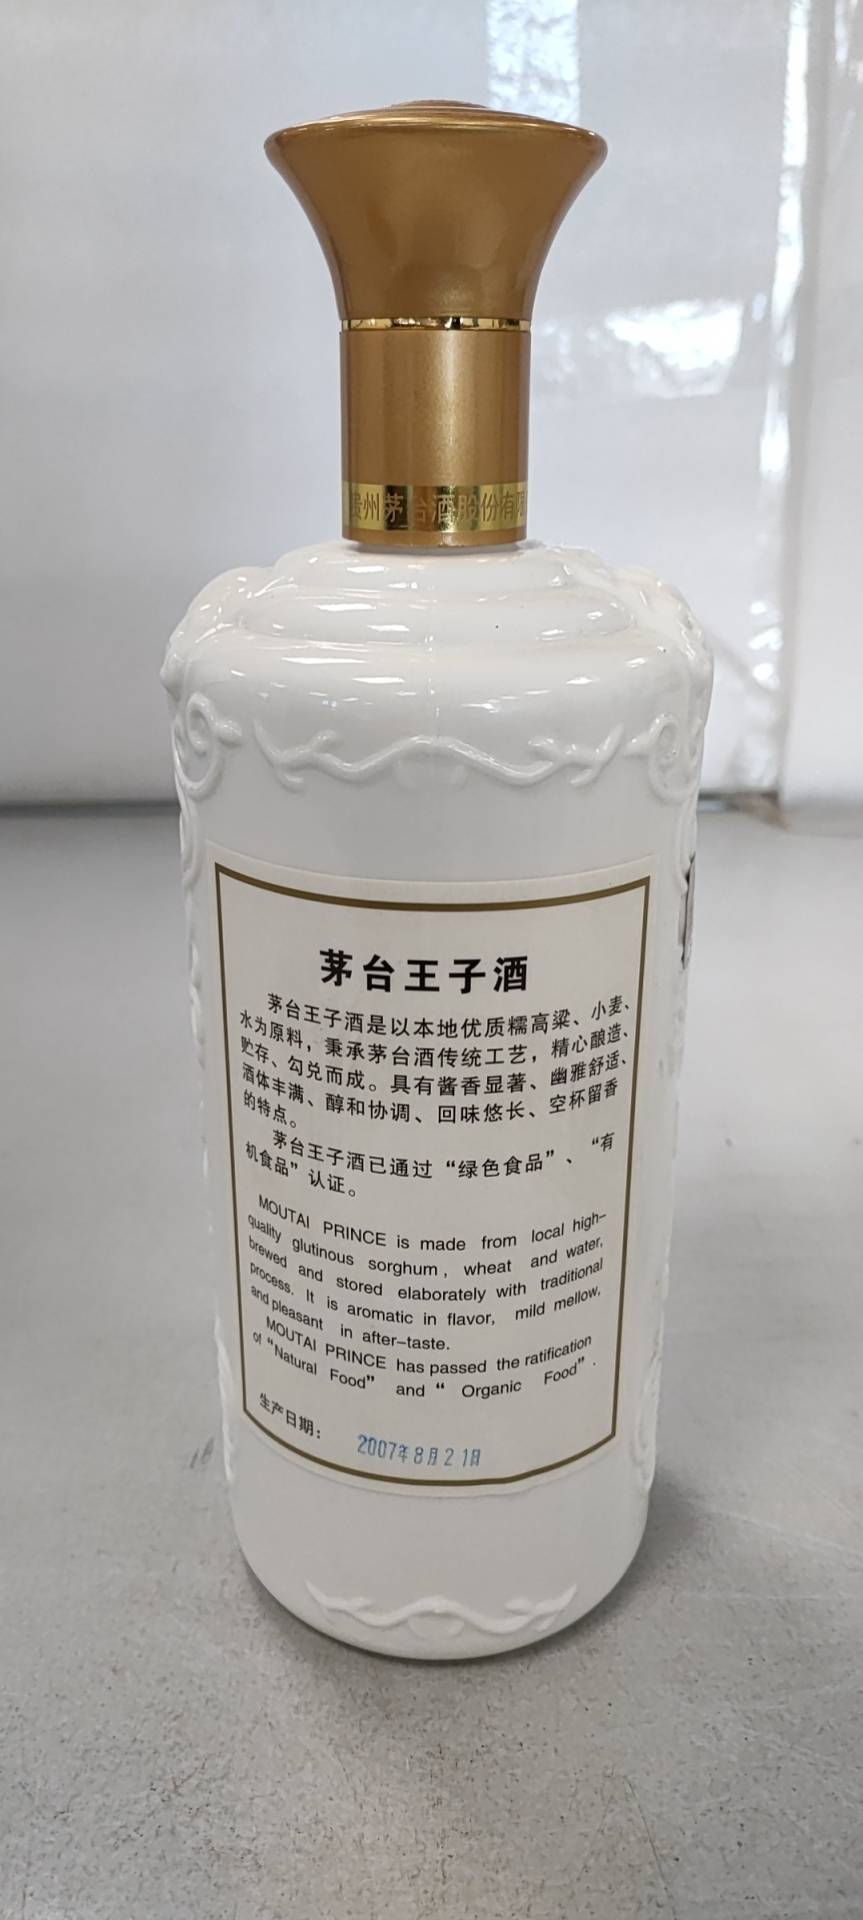 贵州茅台酒股份有限
茅台王子酒
茅台王子酒是以本地优质糯高粱、小麦、
水为原料，秉承茅台酒传统工艺，精心酿造、
贮存、勾兑而成。具有酱香显著、幽雅舒适、
酒体丰满、醇和协调、回味悠长、空杯留香
的特点。
茅台王子酒已通过“绿色食品”、“有
机食品”认证。
MOUTAI PRINCE is made from local high-
quality glutinous sorghum, wheat and water,
brewed and stored elaborately with traditional
process. It is aromatic in flavor, mild mellow,
and pleasant in after-taste.
MOUTAI PRINCE has passed the ratification
of “Natural Food” and “ Organic Food”.
生产日期：
2007年8月21日